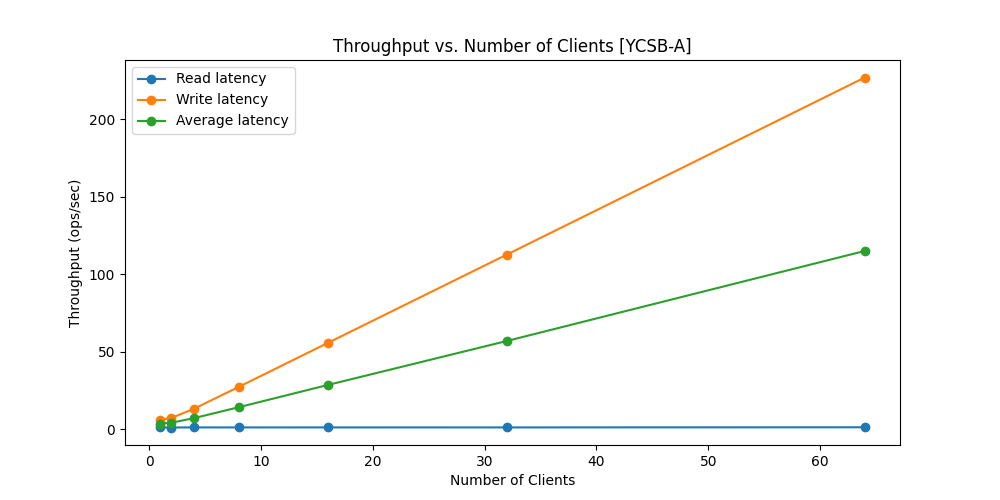 Throughput vs. Number of Clients [YCSB-A]
Read latency
Write latency
Average latency
Throughput (ops/sec)
200
150
100
50
0
0 10 20 30 40 50 60
Number of Clients